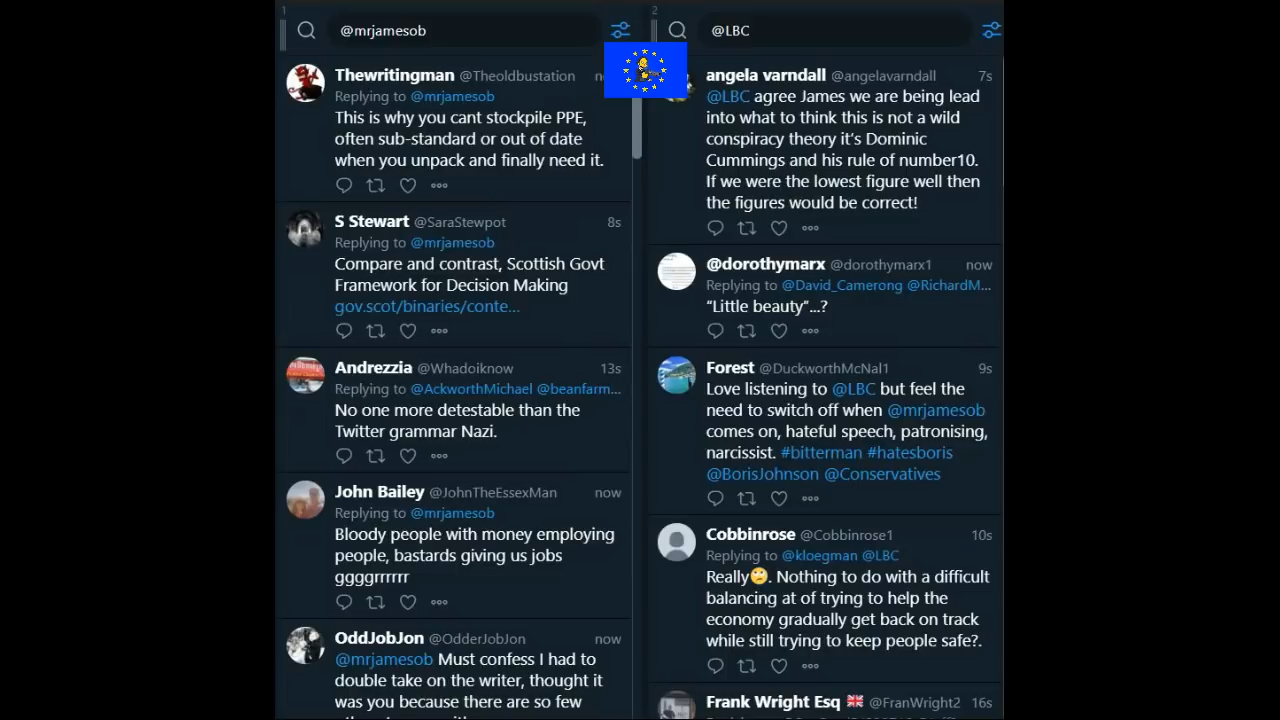 1
@mrjamesob
Thewritingman @Theoldbustation
Replying to @mrjamesob
This is why you cant stockpile PPE,
often sub-standard or out of date
when you unpack and finally need it.
S Stewart @SaraStewpot 8s
Replying to @mrjamesob
Compare and contrast, Scottish Govt
Framework for Decision Making
gov.scot/binaries/conte...
Andrezzia @Whadoiknow 13s
Replying to @AckworthMichael @beanfarm...
No one more detestable than the
Twitter grammar Nazi.
John Bailey @JohnTheEssexMan now
Replying to @mrjamesob
Bloody people with money employing
people, bastards giving us jobs
ggggrrrrrr
OddJobJon @OdderJobJon now
@mrjamesob Must confess I had to
double take on the writer, thought it
was you because there are so few
2
@LBC
angela varndall @angelavarndall 7s
@LBC agree James we are being lead
into what to think this is not a wild
conspiracy theory it's Dominic
Cummings and his rule of number10.
If we were the lowest figure well then
the figures would be correct!
@dorothymarx @dorothymarx1 now
Replying to @David_Camerong @RichardM...
“Little beauty”...?
Forest @DuckworthMcNal1 9s
Love listening to @LBC but feel the
need to switch off when @mrjamesob
comes on, hateful speech, patronising,
narcissist. #bitterman #hatesboris
@BorisJohnson @Conservatives
Cobbinrose @Cobbinrose1 10s
Replying to @kloegman @LBC
Really🙄. Nothing to do with a difficult
balancing at of trying to help the
economy gradually get back on track
while still trying to keep people safe?.
Frank Wright Esq 🇬🇧 @FranWright2 16s